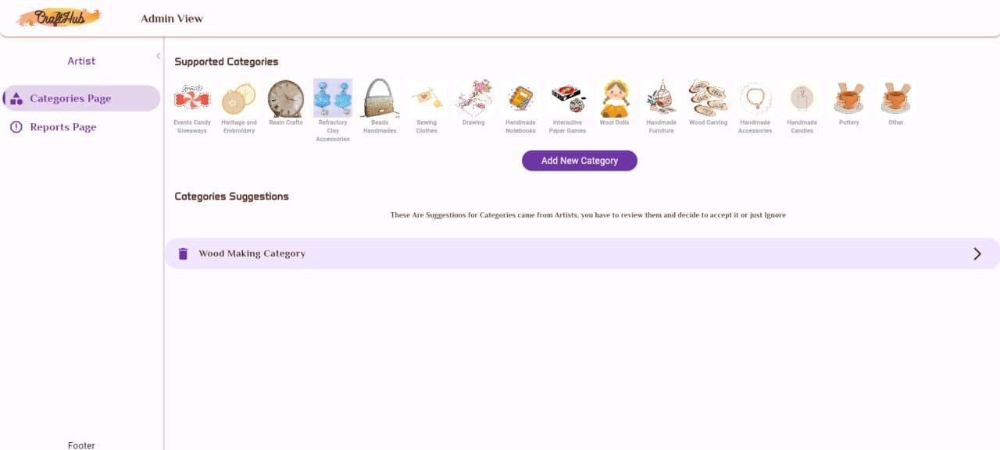 CraftHub
Admin View
Artist
Categories Page
Reports Page
Footer
Supported Categories
Events Candy
Giveaways
Heritage and
Embroidery
Resin Crafts
Refractory
Clay
Accessories
Beads
Handmades
Sewing
Clothes
Drawing
Handmade
Notebooks
Interactive
Paper Games
Wool Dolls
Handmade
Furniture
Wood Carving
Handmade
Accessories
Handmade
Candles
Pottery
Other
Add New Category
Categories Suggestions
These Are Suggestions for Categories came from Artists, you have to review them and decide to accept it or just Ignore
Wood Making Category